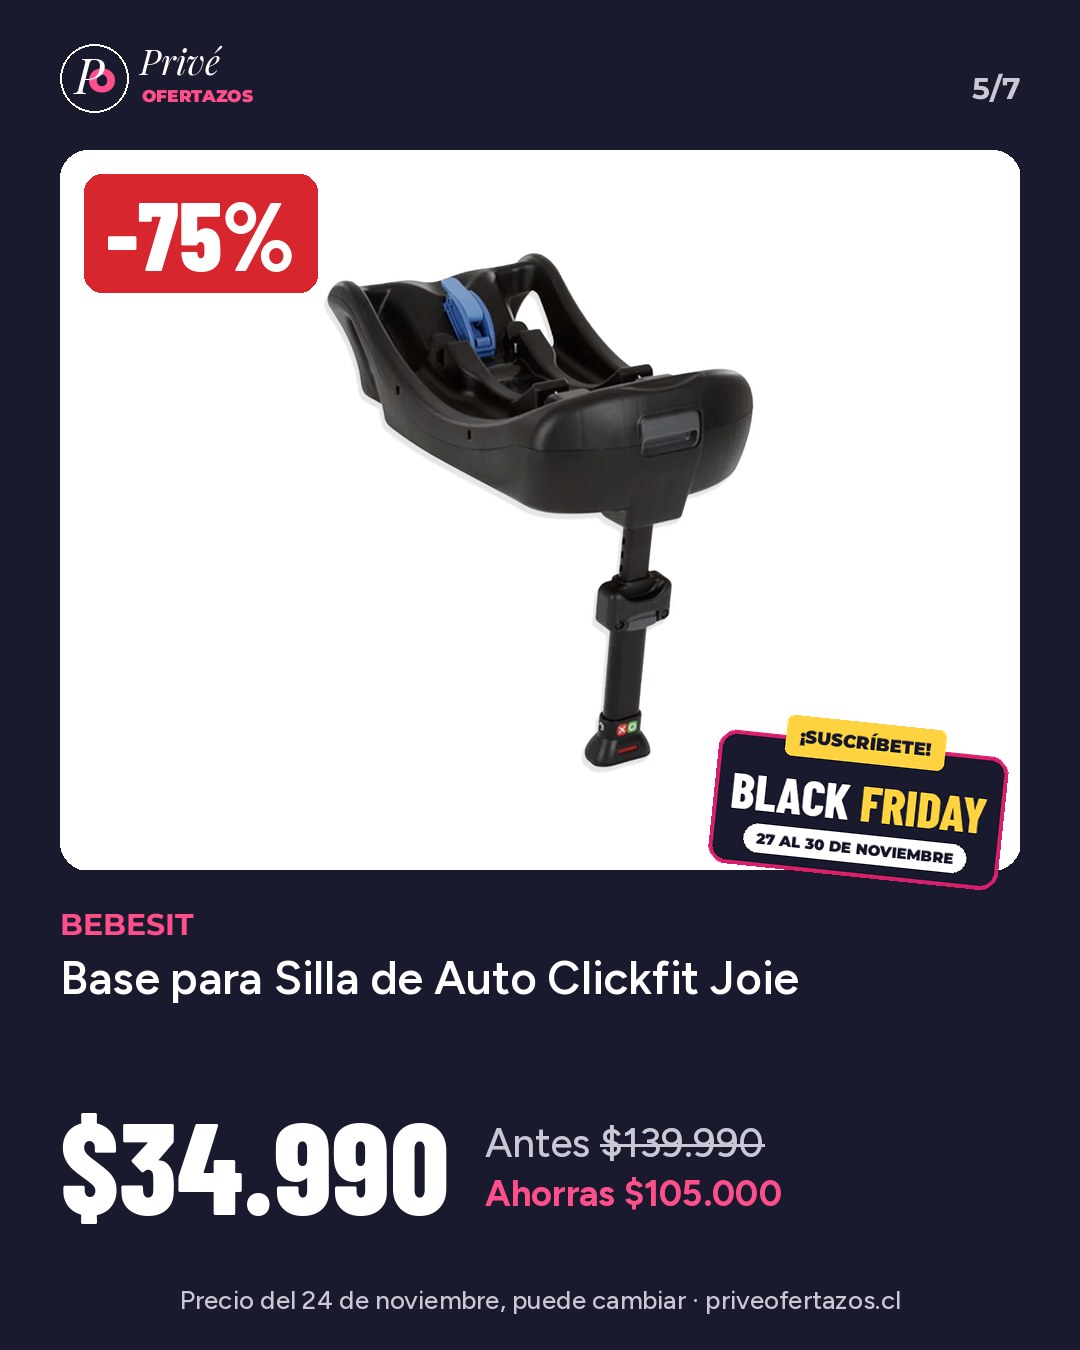 Privé
OFERTAZOS
5/7
-75%
¡SUSCRÍBETE!
BLACK FRIDAY
27 AL 30 DE NOVIEMBRE
BEBESIT
Base para Silla de Auto Clickfit Joie
$34.990
Antes $139.990
Ahorras $105.000
Precio del 24 de noviembre, puede cambiar · priveofertazos.cl